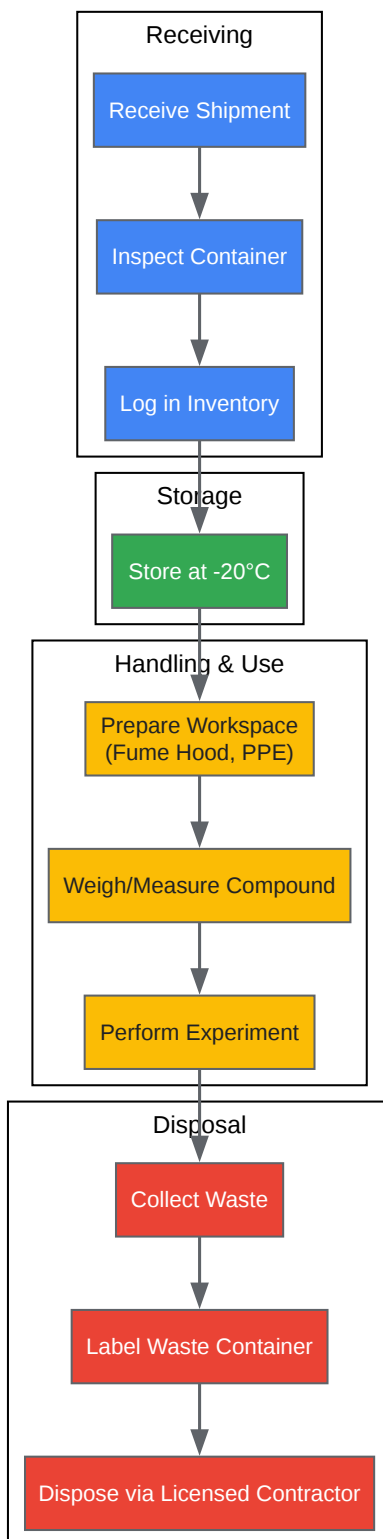 Receiving
Receive Shipment
Inspect Container
Log in Inventory
Storage
Store at -20°C
Handling & Use
Prepare Workspace
(Fume Hood, PPE)
Weigh/Measure Compound
Perform Experiment
Disposal
Collect Waste
Label Waste Container
Dispose via Licensed Contractor